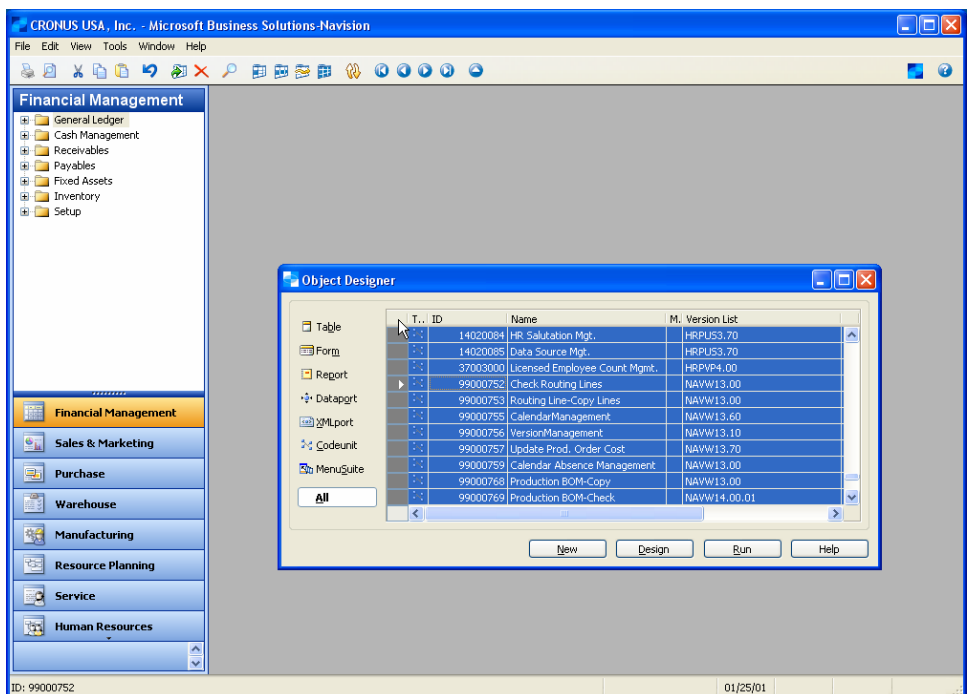 CRONUS USA, Inc. - Microsoft Business Solutions-Navision
File Edit View Tools Window Help
Financial Management
General Ledger
Cash Management
Receivables
Payables
Fixed Assets
Inventory
Setup
Object Designer
Table
Form
Report
Dataport
XMLport
Codeunit
MenuSuite
All
T.. ID Name M. Version List
14020084 HR Salutation Mgt. HRPUS3.70
14020085 Data Source Mgt. HRPUS3.70
37003000 Licensed Employee Count Mgmt. HRPVP4.00
99000752 Check Routing Lines NAVW13.00
99000753 Routing Line-Copy Lines NAVW13.00
99000755 CalendarManagement NAVW13.60
99000756 VersionManagement NAVW13.10
99000757 Update Prod. Order Cost NAVW13.70
99000759 Calendar Absence Management NAVW13.00
99000768 Production BOM-Copy NAVW13.00
99000769 Production BOM-Check NAVW14.00.01
New Design Run Help
Financial Management
Sales & Marketing
Purchase
Warehouse
Manufacturing
Resource Planning
Service
Human Resources
ID: 99000752 01/25/01